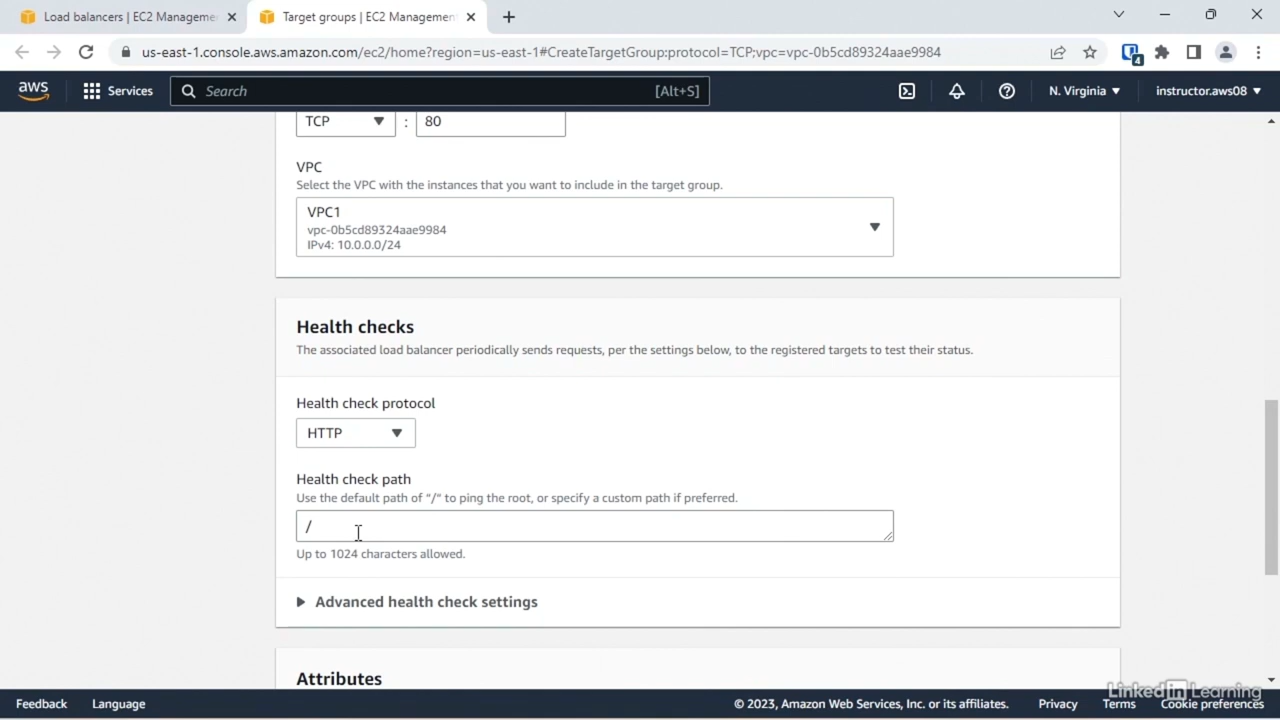 Load balancers | EC2 Manageme
Target groups | EC2 Management
us-east-1.console.aws.amazon.com/ec2/home?region=us-east-1#CreateTargetGroup:protocol=TCP;vpc=vpc-0b5cd89324aae9984
4
aws
Services
Search
[Alt+S]
N. Virginia
instructor.aws08
TCP
:
80
VPC
Select the VPC with the instances that you want to include in the target group.
VPC1
vpc-0b5cd89324aae9984
IPv4: 10.0.0.0/24
Health checks
The associated load balancer periodically sends requests, per the settings below, to the registered targets to test their status.
Health check protocol
HTTP
Health check path
Use the default path of "/" to ping the root, or specify a custom path if preferred.
/
Up to 1024 characters allowed.
Advanced health check settings
Attributes
LinkedIn Learning
Feedback
Language
© 2023, Amazon Web Services, Inc. or its affiliates.
Privacy
Terms
Cookie preferences